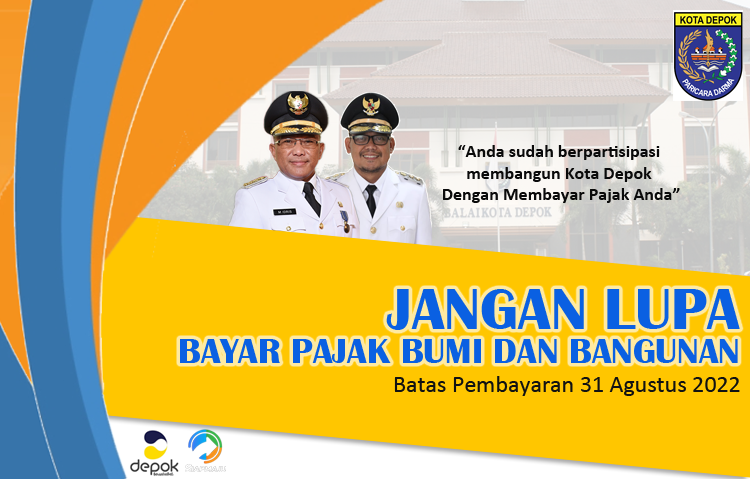 KOTA DEPOK
PARICARA DARMA
“Anda sudah berpartisipasi
membangun Kota Depok
Dengan Membayar Pajak Anda”
M. IDRIS
BALAIKOTA DEPOK
JANGAN LUPA
BAYAR PAJAK BUMI DAN BANGUNAN
Batas Pembayaran 31 Agustus 2022
depok